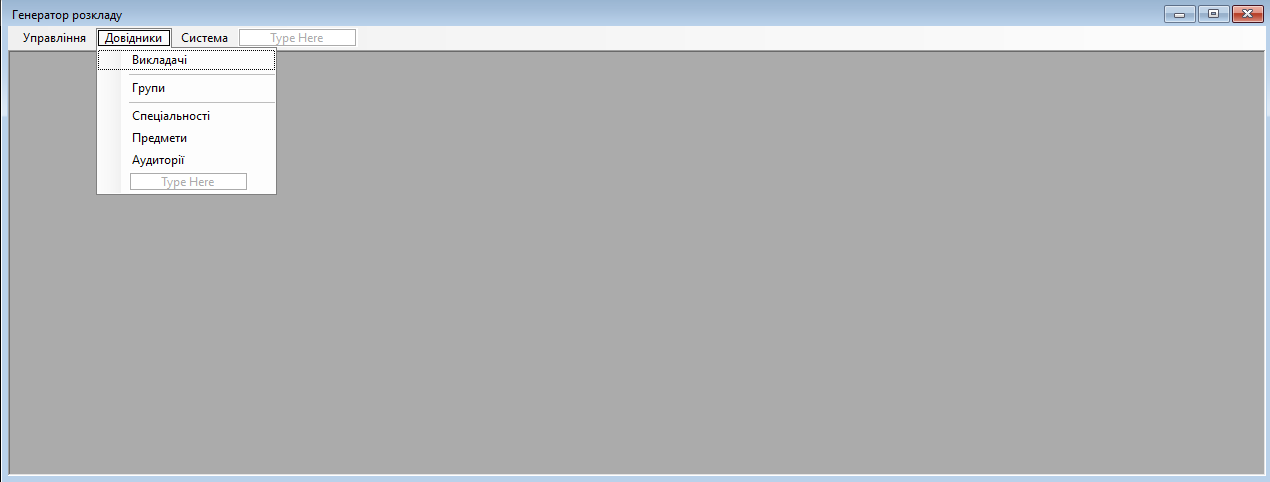 Генератор розкладу
Управління Довідники Система Type Here
Викладачі
Групи
Спеціальності
Предмети
Аудиторії
Type Here